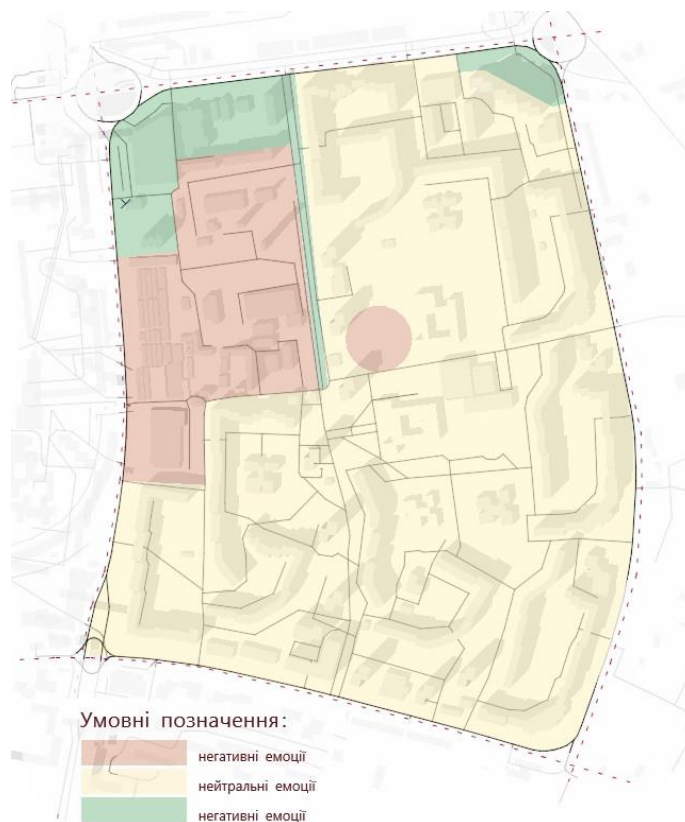 Умовні позначення:
негативні емоції
нейтральні емоції
негативні емоції